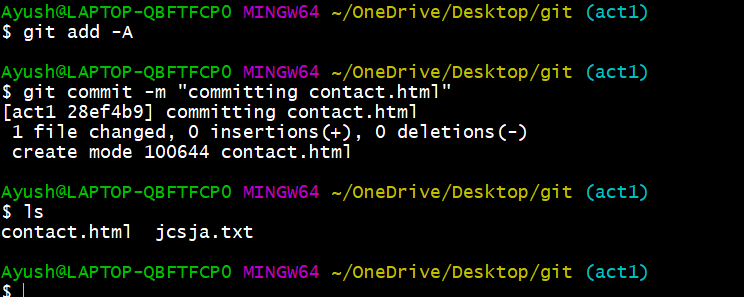 Ayush@LAPTOP-QBFTFCP0 MINGW64 ~/OneDrive/Desktop/git (act1)
$ git add -A
Ayush@LAPTOP-QBFTFCP0 MINGW64 ~/OneDrive/Desktop/git (act1)
$ git commit -m "committing contact.html"
[act1 28ef4b9] committing contact.html
 1 file changed, 0 insertions(+), 0 deletions(-)
 create mode 100644 contact.html
Ayush@LAPTOP-QBFTFCP0 MINGW64 ~/OneDrive/Desktop/git (act1)
$ ls
contact.html  jcsja.txt
Ayush@LAPTOP-QBFTFCP0 MINGW64 ~/OneDrive/Desktop/git (act1)
$